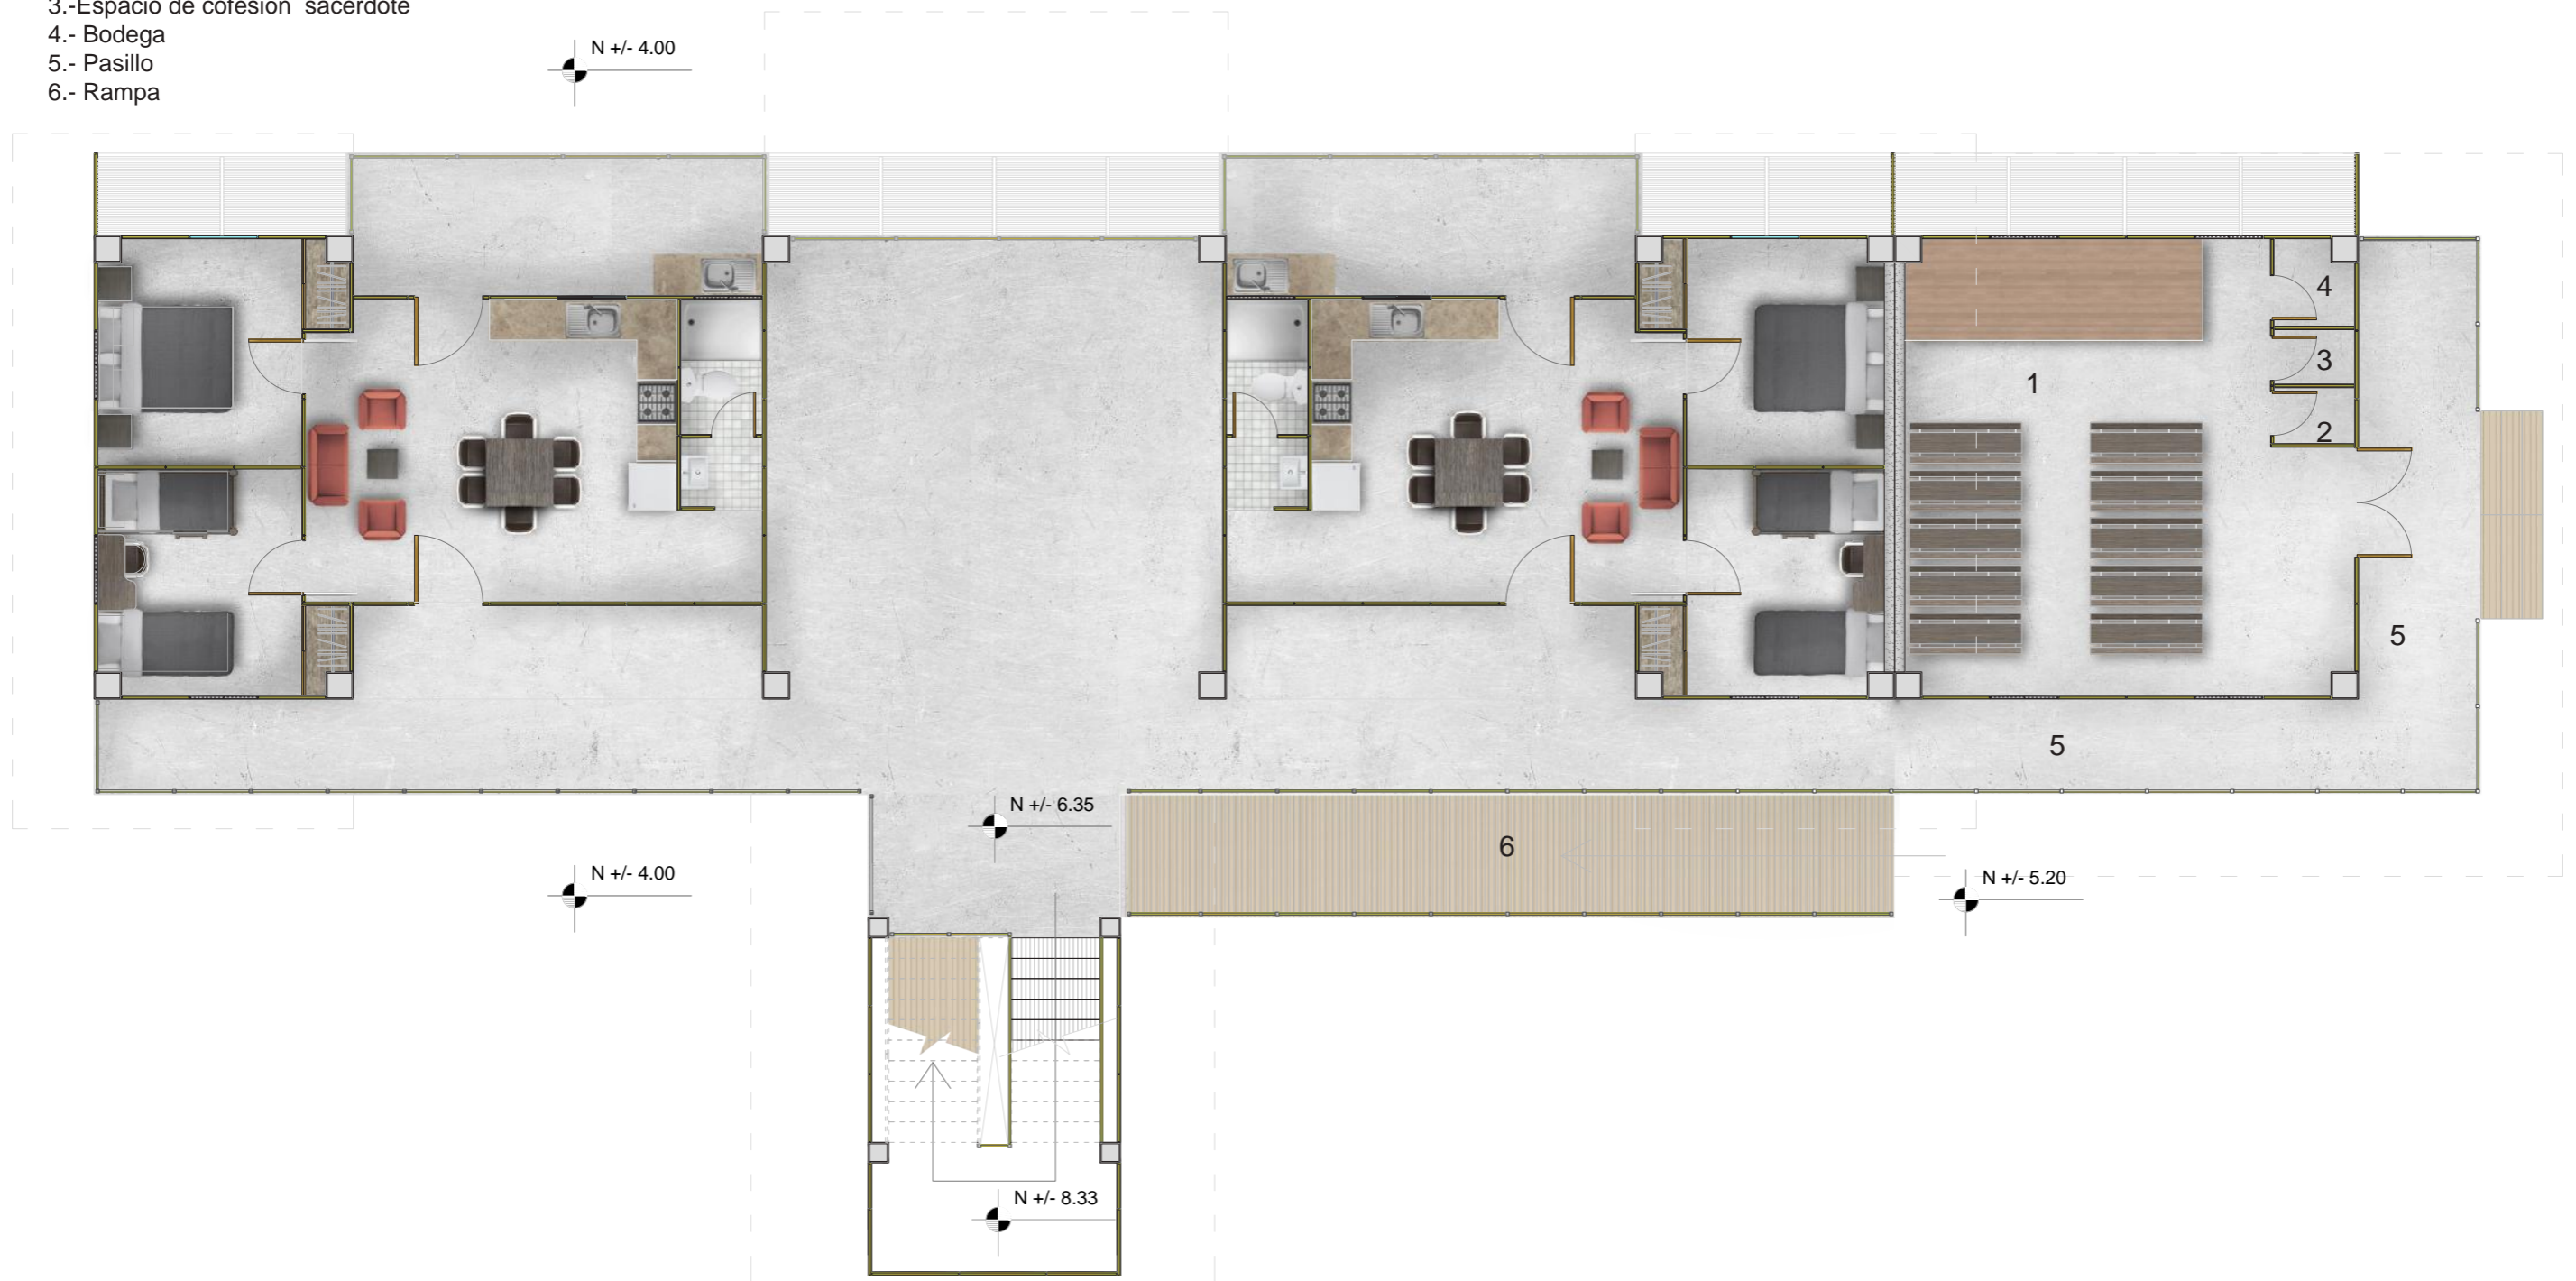 3.-Espacio de cofesion  sacerdote
4.- Bodega
5.- Pasillo
6.- Rampa
N +/- 4.00
4
3
1
2
5
5
N +/- 6.35
6
N +/- 4.00
N +/- 5.20
N +/- 8.33